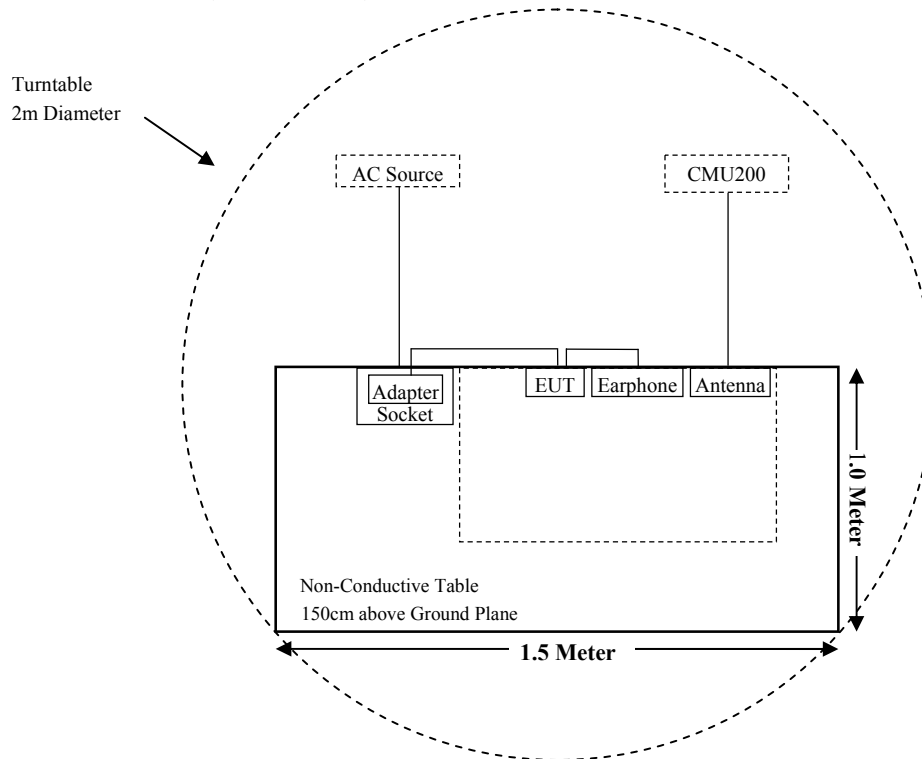 Turntable
2m Diameter
AC Source
CMU200
Adapter
Socket
EUT
Earphone
Antenna
1.0 Meter
Non-Conductive Table
150cm above Ground Plane
1.5 Meter